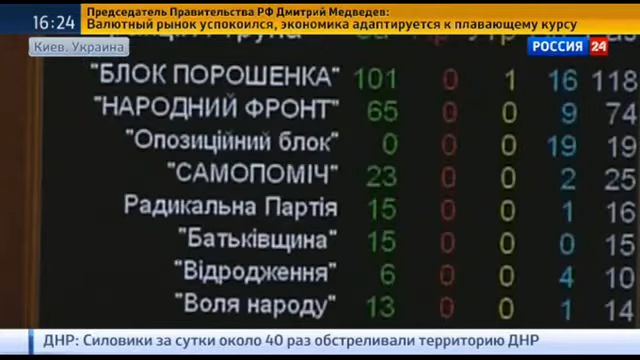 16:24
Председатель Правительства РФ Дмитрий Медведев:
Валютный рынок успокоился, экономика адаптируется к плавающему курсу
Киев. Украина
РОССИЯ 24
"БЛОК ПОРОШЕНКА" 101 0 1 16 118
"НАРОДНИЙ ФРОНТ" 65 0 0 9 74
"Опозиційний блок" 0 0 0 19 19
"САМОПОМІЧ" 23 0 0 2 25
Радикальна Партія 15 0 0 1 16
"Батьківщина" 15 0 0 0 15
"Відродження" 6 0 0 4 10
"Воля народу" 13 0 0 1 14
ДНР: Силовики за сутки около 40 раз обстреливали территорию ДНР